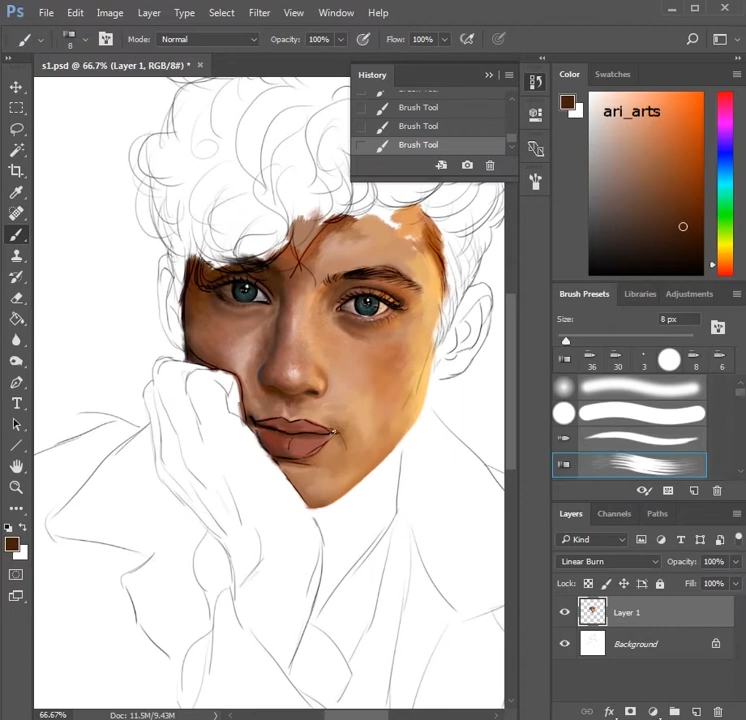 Ps File Edit Image Layer Type Select Filter View Window Help
8 Mode: Normal Opacity: 100% Flow: 100%
s1.psd @ 66.7% (Layer 1, RGB/8#) * ×
History
Brush Tool
Brush Tool
Brush Tool
Brush Tool
Color Swatches
ari_arts
Brush Presets Libraries Adjustments
Size: 8 px
36 30 3 8 6
Layers Channels Paths
Kind
Linear Burn Opacity: 100%
Lock: Fill: 100%
Layer 1
Background
66.67% Doc: 11.5M/9.43M